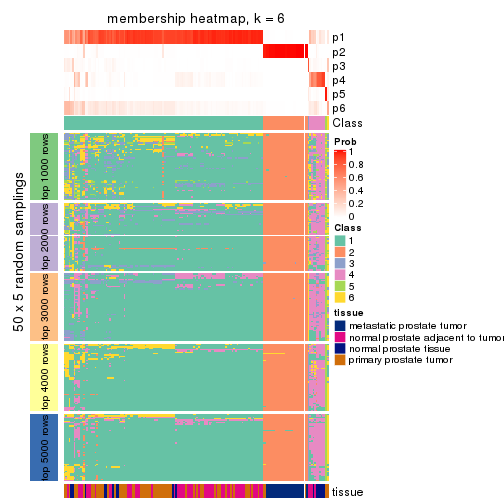 membership heatmap, k = 6
p1
p2
p3
p4
p5
p6
Class
50 x 5 random samplings
top 1000 rows
top 2000 rows
top 3000 rows
top 4000 rows
top 5000 rows
Prob
1
0.8
0.6
0.4
0.2
0
Class
1
2
3
4
5
6
tissue
metastatic prostate tumor
normal prostate adjacent to tumor
normal prostate tissue
primary prostate tumor
tissue